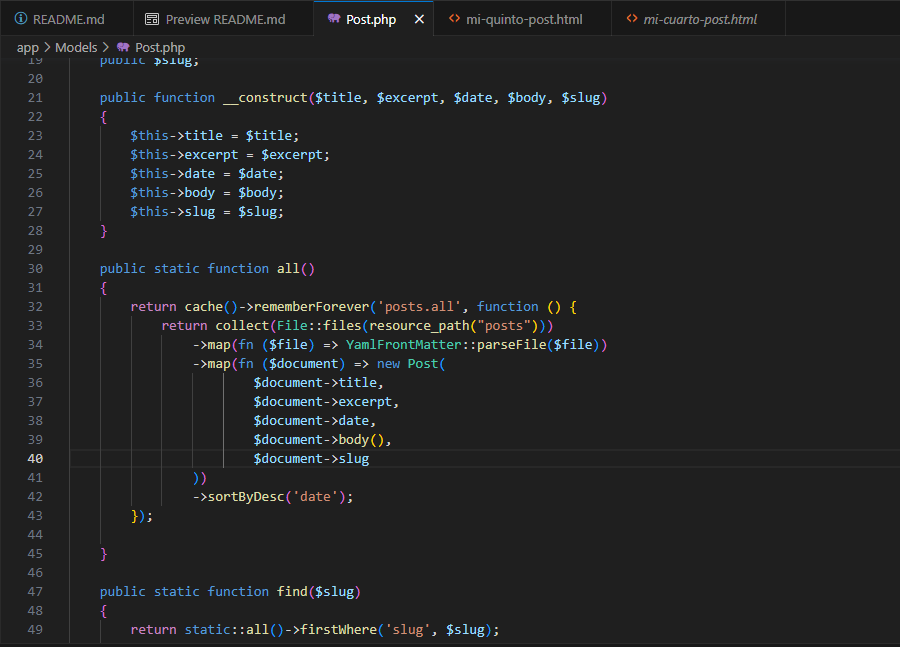 README.md Preview README.md Post.php mi-quinto-post.html mi-cuarto-post.html
app > Models > Post.php
19 public $slug;
20
21 public function __construct($title, $excerpt, $date, $body, $slug)
22 {
23 $this->title = $title;
24 $this->excerpt = $excerpt;
25 $this->date = $date;
26 $this->body = $body;
27 $this->slug = $slug;
28 }
29
30 public static function all()
31 {
32 return cache()->rememberForever('posts.all', function () {
33 return collect(File::files(resource_path("posts")))
34 ->map(fn ($file) => YamlFrontMatter::parseFile($file))
35 ->map(fn ($document) => new Post(
36 $document->title,
37 $document->excerpt,
38 $document->date,
39 $document->body(),
40 $document->slug
41 ))
42 ->sortByDesc('date');
43 });
44
45 }
46
47 public static function find($slug)
48 {
49 return static::all()->firstWhere('slug', $slug);